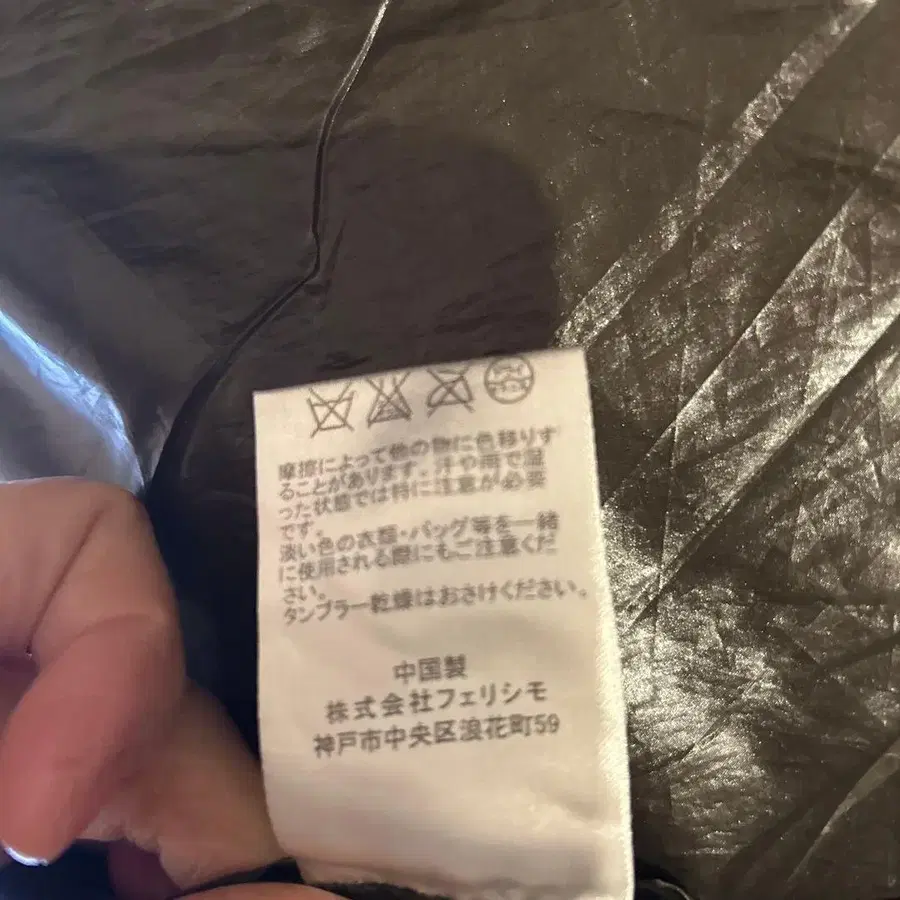 摩擦によって他の物に色移りす
ることがあります。汗や雨で湿
った状態では特に注意が必要
です。
淡い色の衣類・バッグ等を一緒
に使用される際にもご注意くだ
さい。
タンブラー乾燥はおさけください。
中国製
株式会社フェリシモ
神戸市中央区浪花町59